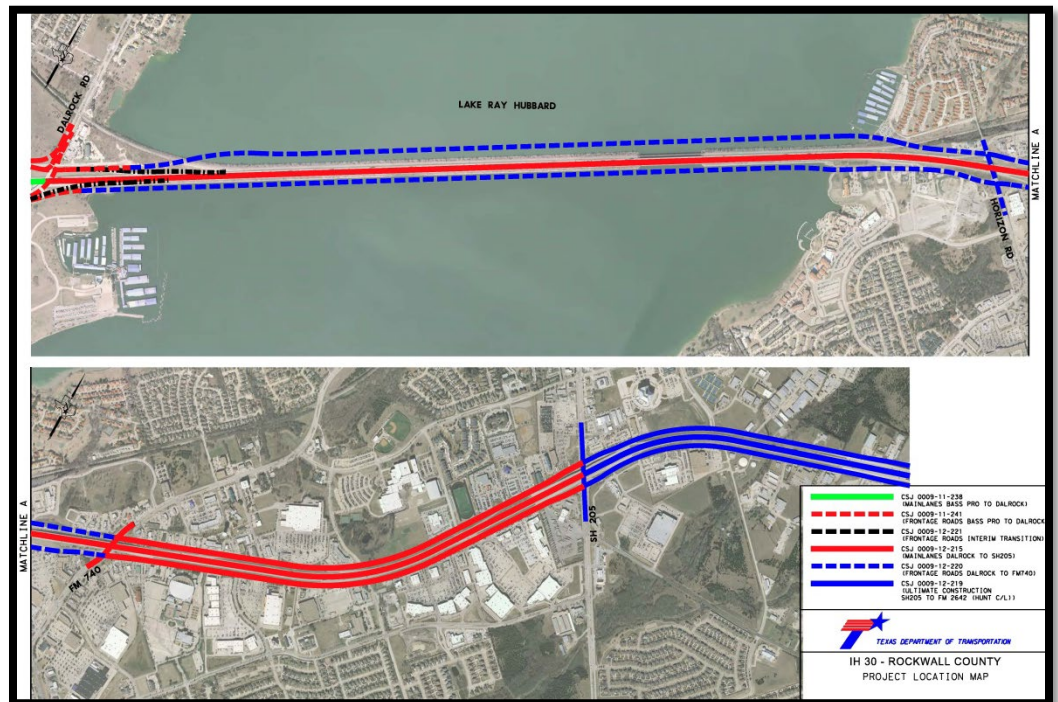 DALROCK RD
LAKE RAY HUBBARD
MATCHLINE A
HORIZON RD
MATCHLINE A
FM 740
SH 205
CSJ 0009-11-238
(MAINLANES BASS PRO TO DALROCK)
CSJ 0009-11-241
(FRONTAGE ROADS BASS PRO TO DALROCK
CSJ 0009-12-221
(FRONTAGE ROADS INTERIM TRANSITION)
CSJ 0009-12-215
(MAINLANES DALROCK TO SH205)
CSJ 0009-12-220
(FRONTAGE ROADS DALROCK TO FM740)
CSJ 0009-12-219
(ULTIMATE CONSTRUCTION
SH205 TO FM 2642 (HUNT C/L))
TEXAS DEPARTMENT OF TRANSPORTATION
IH 30 - ROCKWALL COUNTY
PROJECT LOCATION MAP